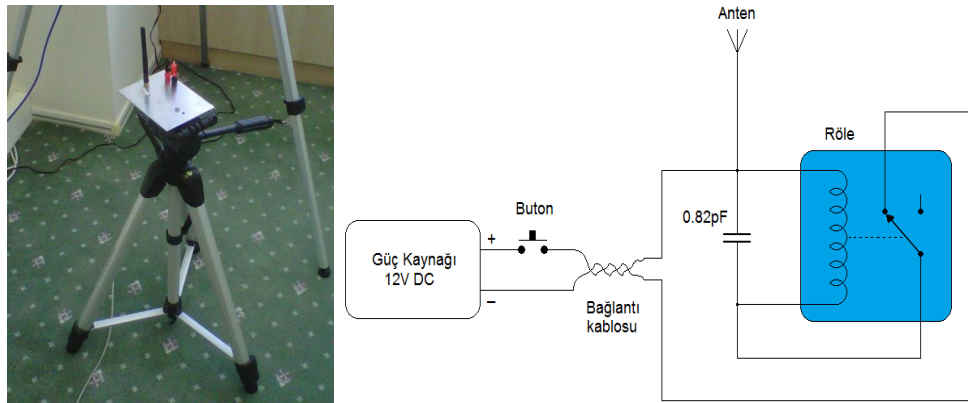 Anten
Röle
0.82pF
Buton
+
Güç Kaynağı
12V DC
–
Bağlantı
kablosu